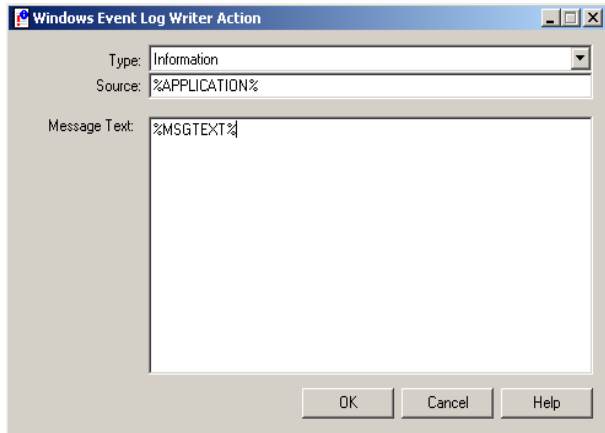 Windows Event Log Writer Action
Type: Information
Source: %APPLICATION%
Message Text: %MSGTEXT%
OK Cancel Help